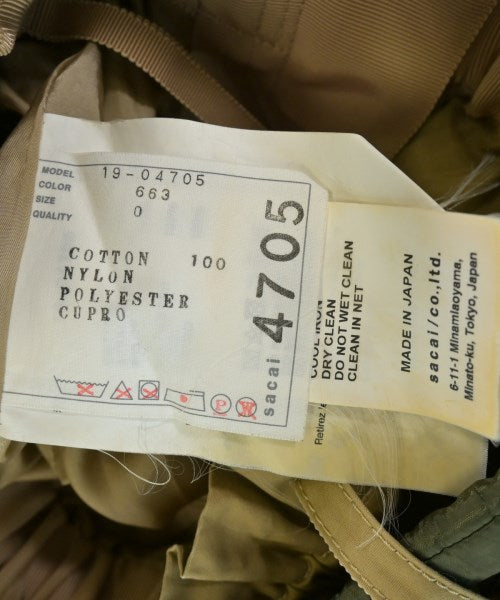 MODEL 19-04705
COLOR 663
SIZE 0
QUALITY
COTTON 100
NYLON
POLYESTER
CUPRO
P
W
sacai 4705
COOL IRON
DRY CLEAN
DO NOT WET CLEAN
CLEAN IN NET
MADE IN JAPAN
sacai/co.,ltd.
6-11-1 Minamiaoyama,
Minato-ku, Tokyo, Japan
Retirez